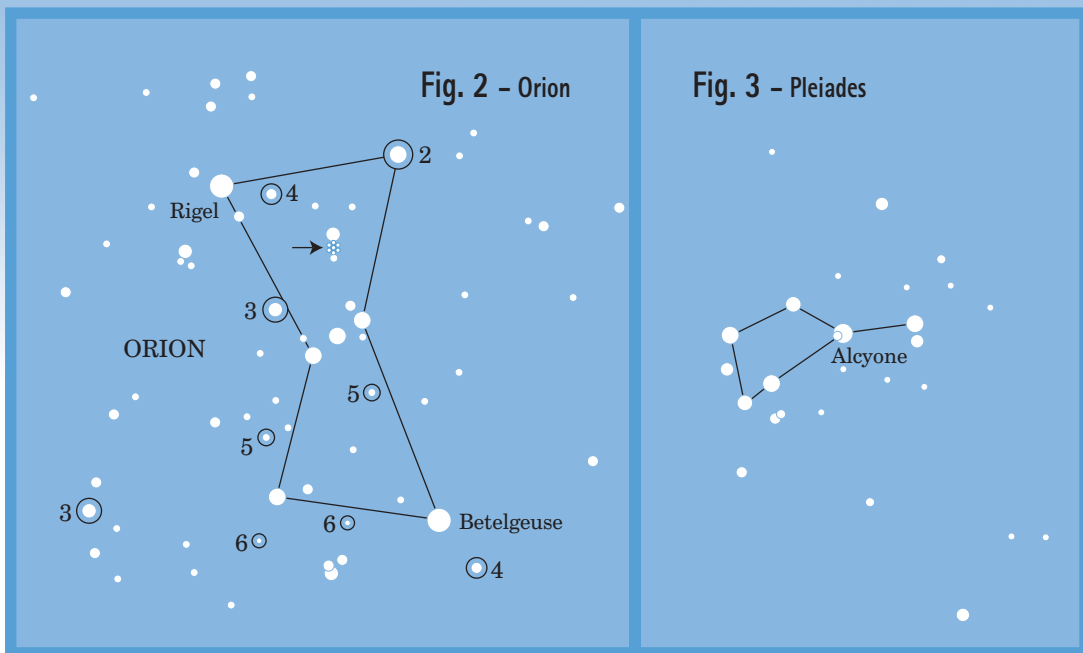 Fig. 2 – Orion
2
4
Rigel
3
ORION
5
5
3
Betelgeuse
6
6
4
Fig. 3 – Pleiades
Alcyone